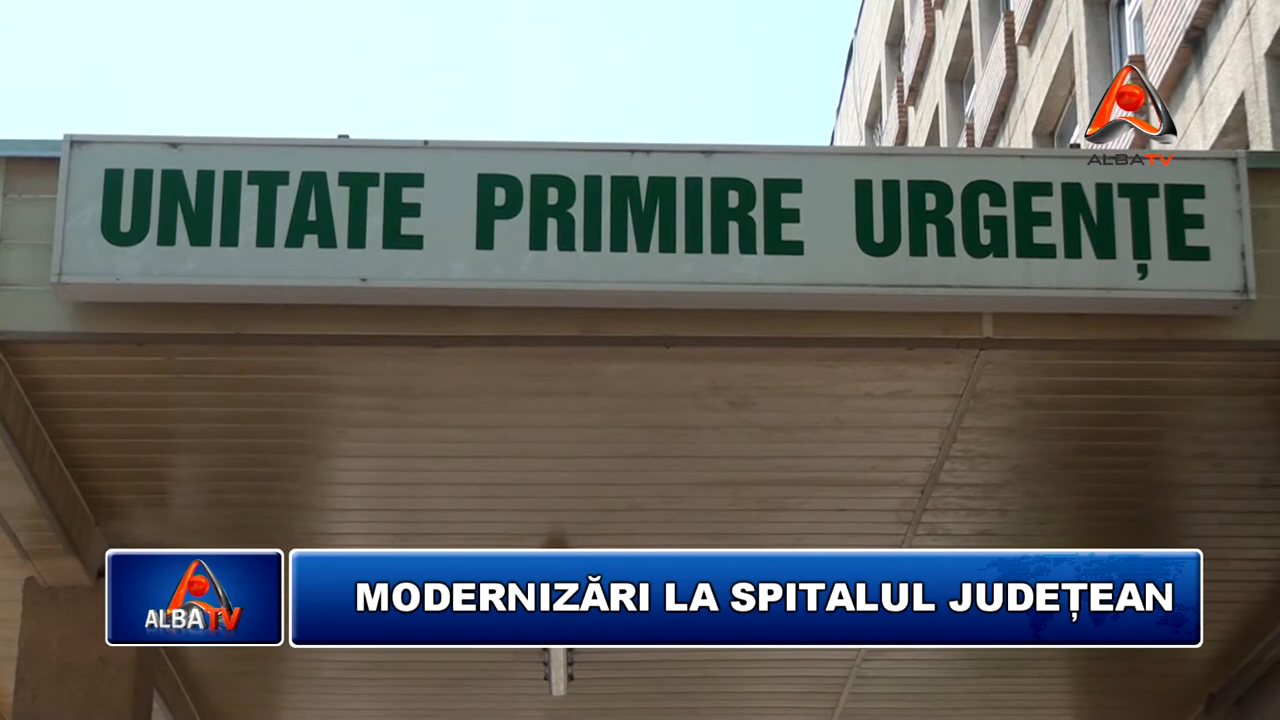 ALBATV
UNITATE PRIMIRE URGENȚE
ALBATV
MODERNIZĂRI LA SPITALUL JUDEȚEAN